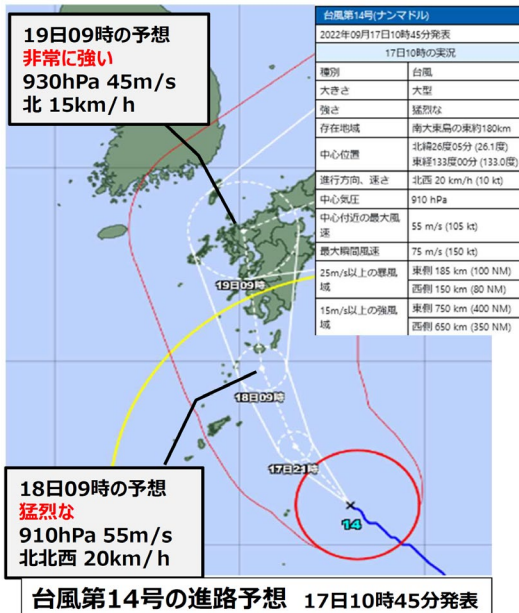 19日09時の予想
非常に強い
930hPa 45m/s
北 15km/h
台風第14号(ナンマドル)
2022年09月17日10時45分発表
17日10時の実況
種別 台風
大きさ 大型
強さ 猛烈な
存在地域 南大東島の東約180km
中心位置 北緯26度05分 (26.1度)
東経133度00分 (133.0度)
進行方向、速さ 北西 20 km/h (10 kt)
中心気圧 910 hPa
中心付近の最大風
速 55 m/s (105 kt)
最大瞬間風速 75 m/s (150 kt)
25m/s以上の暴風
域 東側 185 km (100 NM)
西側 150 km (80 NM)
15m/s以上の強風
域 東側 750 km (400 NM)
西側 650 km (350 NM)
19日09時
18日09時
17日21時
14
18日09時の予想
猛烈な
910hPa 55m/s
北北西 20km/h
台風第14号の進路予想 17日10時45分発表